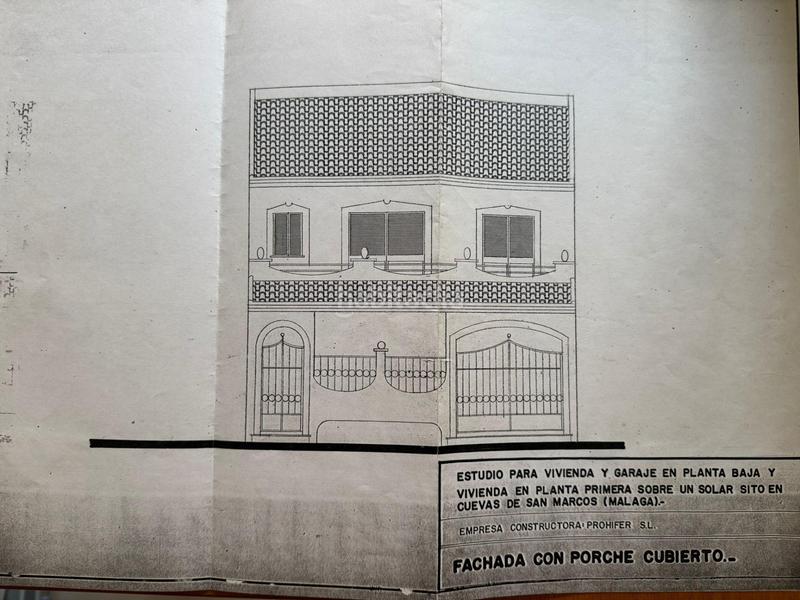 ESTUDIO PARA VIVIENDA Y GARAJE EN PLANTA BAJA Y
VIVIENDA EN PLANTA PRIMERA SOBRE UN SOLAR SITO EN
CUEVAS DE SAN MARCOS (MALAGA).-
EMPRESA CONSTRUCTORA: PROHIFER S.L.
FACHADA CON PORCHE CUBIERTO.-